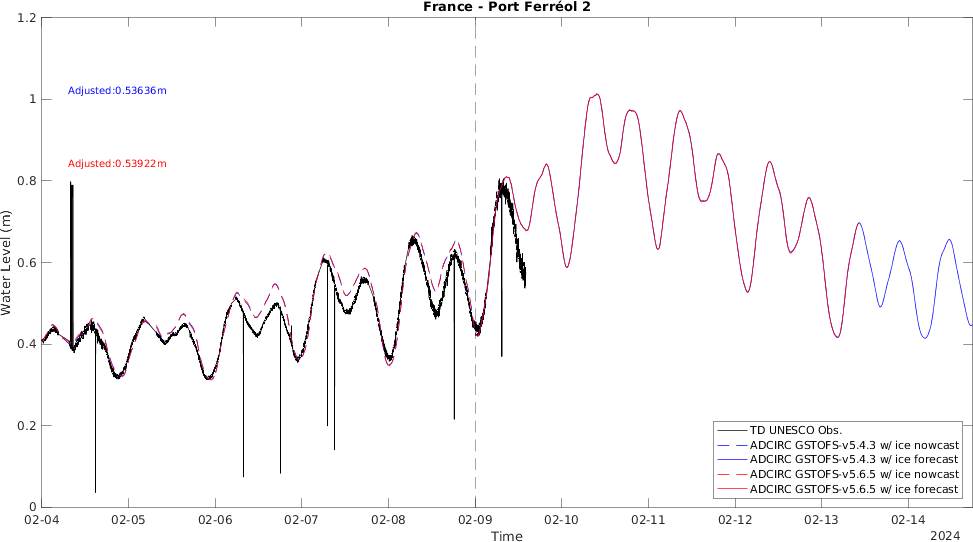 France - Port Ferréol 2
1.2
1
0.8
0.6
0.4
0.2
0
Water Level (m)
Adjusted:0.53636m
Adjusted:0.53922m
TD UNESCO Obs.
ADCIRC GSTOFS-v5.4.3 w/ ice nowcast
ADCIRC GSTOFS-v5.4.3 w/ ice forecast
ADCIRC GSTOFS-v5.6.5 w/ ice nowcast
ADCIRC GSTOFS-v5.6.5 w/ ice forecast
02-04 02-05 02-06 02-07 02-08 02-09 02-10 02-11 02-12 02-13 02-14
Time
2024